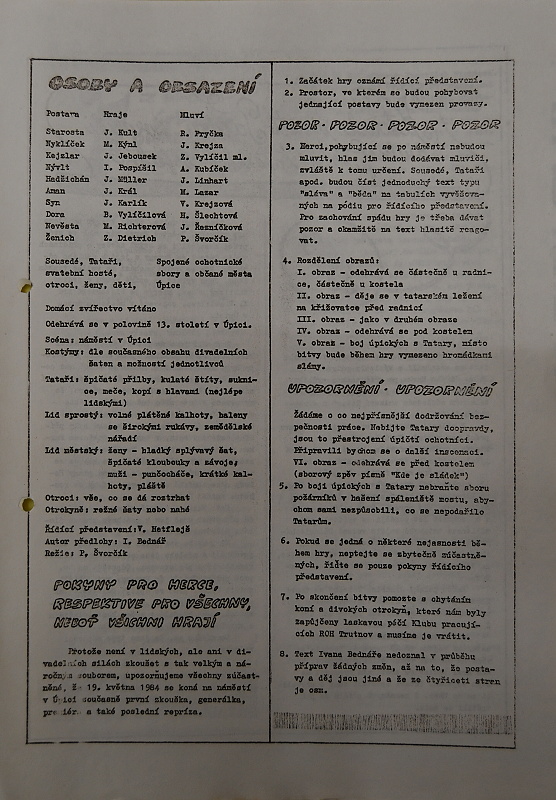 OSOBY A OBSAZENÍ
Postava Hraje Mluví
Starosta J. Kult R. Pryčka
Nyklíček M. Kýnl J. Krejza
Kejzlar J. Jebousek Z. Vylíčil ml.
Nývlt I. Pospíšil A. Kubíček
Hadžichán J. Müller J. Linhart
Aman J. Král M. Lazar
Syn J. Karlík V. Krejzová
Dora B. Vylíčilová H. Šlechtová
Nevěsta M. Richterová J. Řezníčková
Ženich Z. Dietrich P. Švorčík
Sousedé, Tataři, Spojené ochotnické
svatební hosté, sbory a občané města
otroci, ženy, děti, Úpice
Domácí zvířectvo vítáno
Odehrává se v polovině 13. století v Úpici.
Scéna: náměstí v Úpici
Kostýmy: dle současného obsahu divadelních
šaten a možností jednotlivců
Tataři: špičaté přilby, kulaté štíty, sukni-
ce, meče, kopí s hlavami (nejlépe
lidskými)
Lid sprostý: volné plátěné kalhoty, haleny
se širokými rukávy, zemědělské
nářadí
Lid městský: ženy - hladký splývavý šat,
špičaté kloubouky a závoje;
muži - punčocháče, krátké kal-
hoty, pláště
Otroci: vše, co se dá roztrhat
Otrokyně: režné šaty nebo nahé
Řídící představení: V. Hetflejš
Autor předlohy: I. Bednář
Režie: P. Švorčík
POKYNY PRO HERCE,
RESPEKTIVE PRO VŠECHNY,
NEBOŤ VŠICHNI HRAJÍ
Protože není v lidských, ale ani v di-
vadelních silách zkoušet s tak velkým a ná-
ročným souborem, upozorňujeme všechny zúčast-
něné, že 19. května 1984 se koná na náměstí
v Úpici současně první zkouška, generálka,
premiéra a také poslední repríza.
1. Začátek hry oznámí řídící představení.
2. Prostor, ve kterém se budou pohybovat
jednající postavy bude vymezen provazy.
POZOR - POZOR - POZOR - POZOR
3. Herci, pohybující se po náměstí nebudou
mluvit, hlas jim budou dodávat mluvičí,
zvláště k tomu určení. Sousedé, Tataři
apod. budou číst jednoduchý text typu
"sláva" a "běda" na tabulích vyvěšov-
ných na pódiu pro řídícího představení.
Pro zachování spádu hry je třeba dávat
pozor a okamžitě na text hlasitě reago-
vat.
4. Rozdělení obrazů:
I. obraz - odehrává se částečně u radni-
ce, částečně u kostela
II. obraz - děje se v tatarském ležení
na křižovatce před radnicí
III. obraz - jako v druhém obraze
IV. obraz - odehrává se pod kostelem
V. obraz - boj úpických s Tatary, místo
bitvy bude během hry vymezeno hromádkami
slámy.
UPOZORNĚNÍ - UPOZORNĚNÍ
Žádáme o co nejpřísnější dodržování bez-
pečnosti práce. Nebijte Tatary doopravdy,
jsou to přestrojení úpičtí ochotníci.
Připravili bychom se o další inscenaci.
VI. obraz - odehrává se před kostelem
(sborový zpěv písně "Kde je sládek")
5. Po boji úpických s Tatary nebraňte sboru
požárníků v hašení spáleniště mostu, aby-
chom sami nezpůsobili, co se nepodařilo
Tatarům.
6. Pokud se jedná o některé nejasnosti bě-
hem hry, neptejte se zbytečně zúčastně-
ných, řiďte se pouze pokyny řídícího
představení.
7. Po skončení bitvy pomozte s chytáním
koní a divokých otrokyň, které nám byly
zapůjčeny laskavou páčí Klubu pracují-
cích ROH Trutnov a musíme je vrátit.
8. Text Ivana Bednáře nedoznal v průběhu
příprav žádných změn, až na to, že posta-
vy a děj jsou jiné a že ze čtyřiceti stran
je osm.